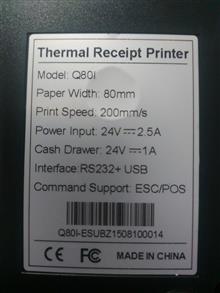 Thermal Receipt Printer
Model: Q80I
Paper Width: 80mm
Print Speed: 200mm/s
Power Input: 24V⎓2.5A
Cash Drawer: 24V⎓1A
Interface:RS232+ USB
Command Support: ESC/POS
Q80I-ESUBZ1508100014
CE FC MADE IN CHINA